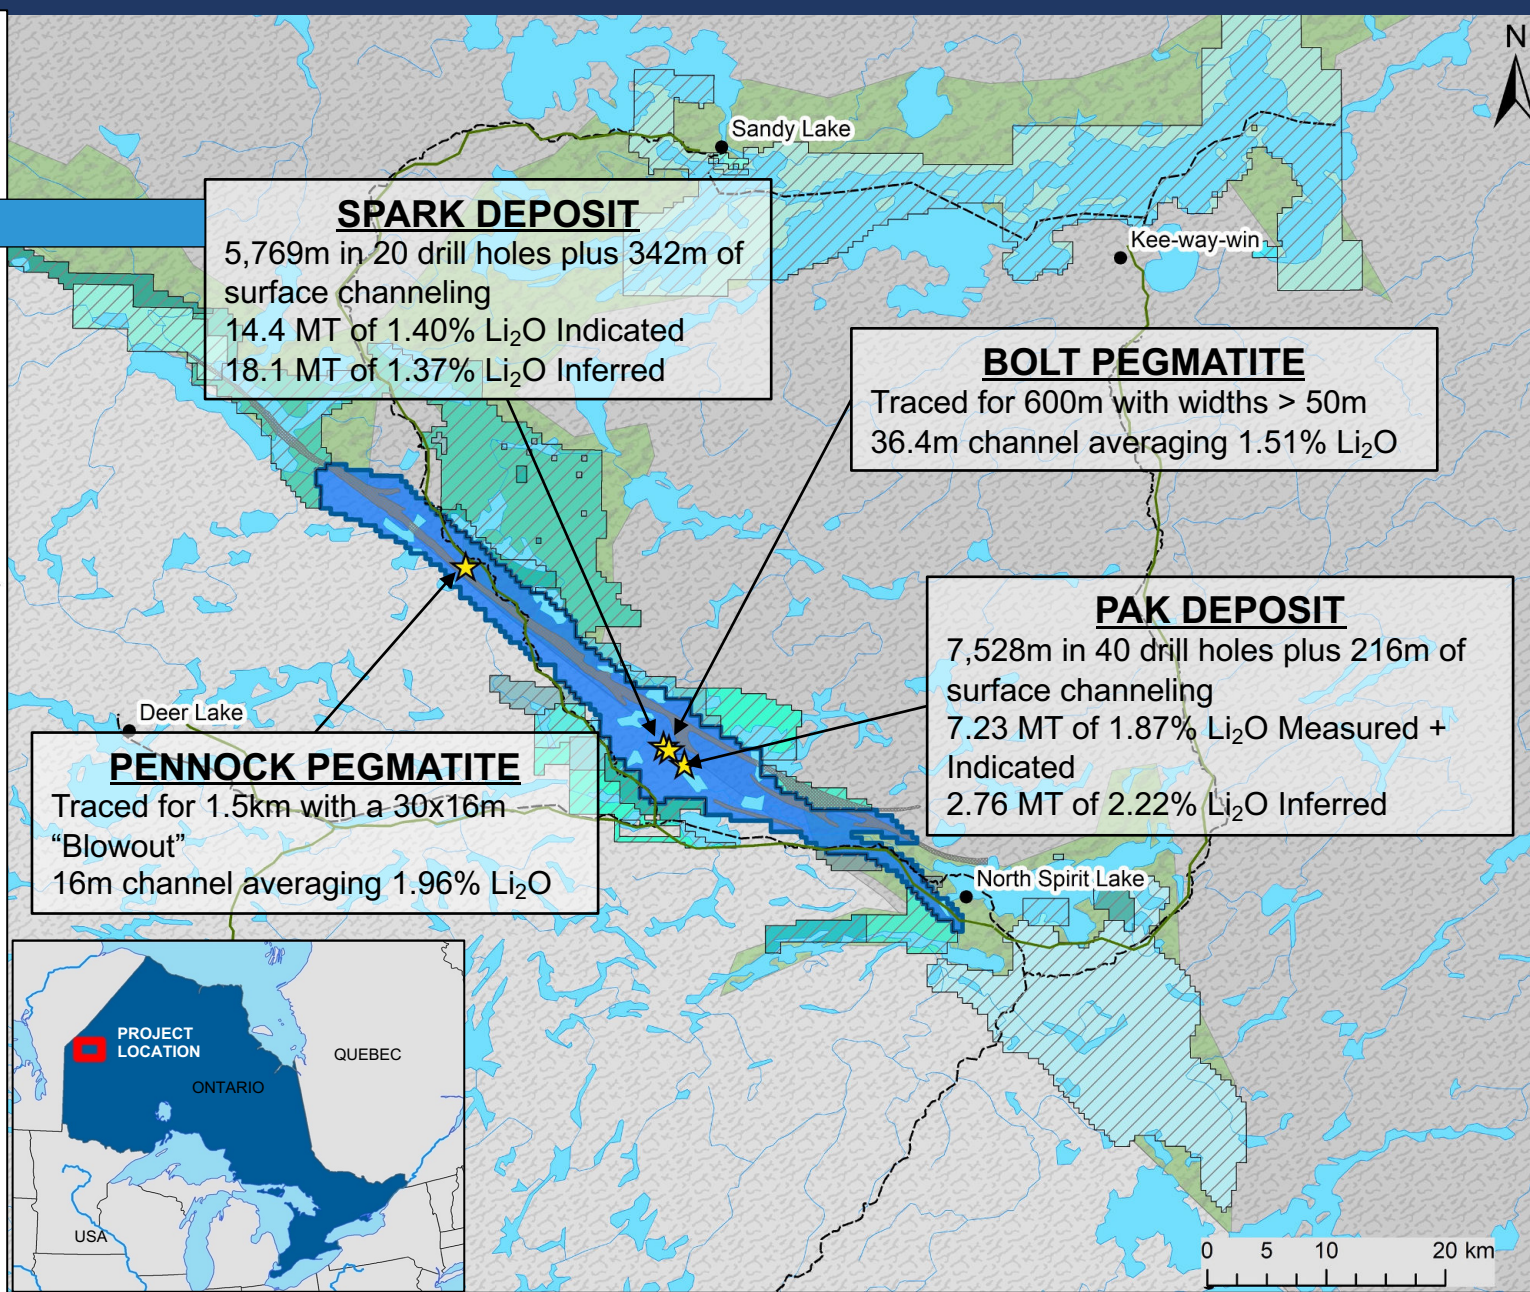 N
Sandy Lake
SPARK DEPOSIT
5,769m in 20 drill holes plus 342m of
surface channeling
14.4 MT of 1.40% Li₂O Indicated
18.1 MT of 1.37% Li₂O Inferred
Kee-way-win
BOLT PEGMATITE
Traced for 600m with widths > 50m
36.4m channel averaging 1.51% Li₂O
PAK DEPOSIT
7,528m in 40 drill holes plus 216m of
surface channeling
7.23 MT of 1.87% Li₂O Measured +
Indicated
2.76 MT of 2.22% Li₂O Inferred
Deer Lake
PENNOCK PEGMATITE
Traced for 1.5km with a 30x16m
“Blowout”
16m channel averaging 1.96% Li₂O
North Spirit Lake
PROJECT
LOCATION
QUEBEC
ONTARIO
USA
0 5 10 20 km